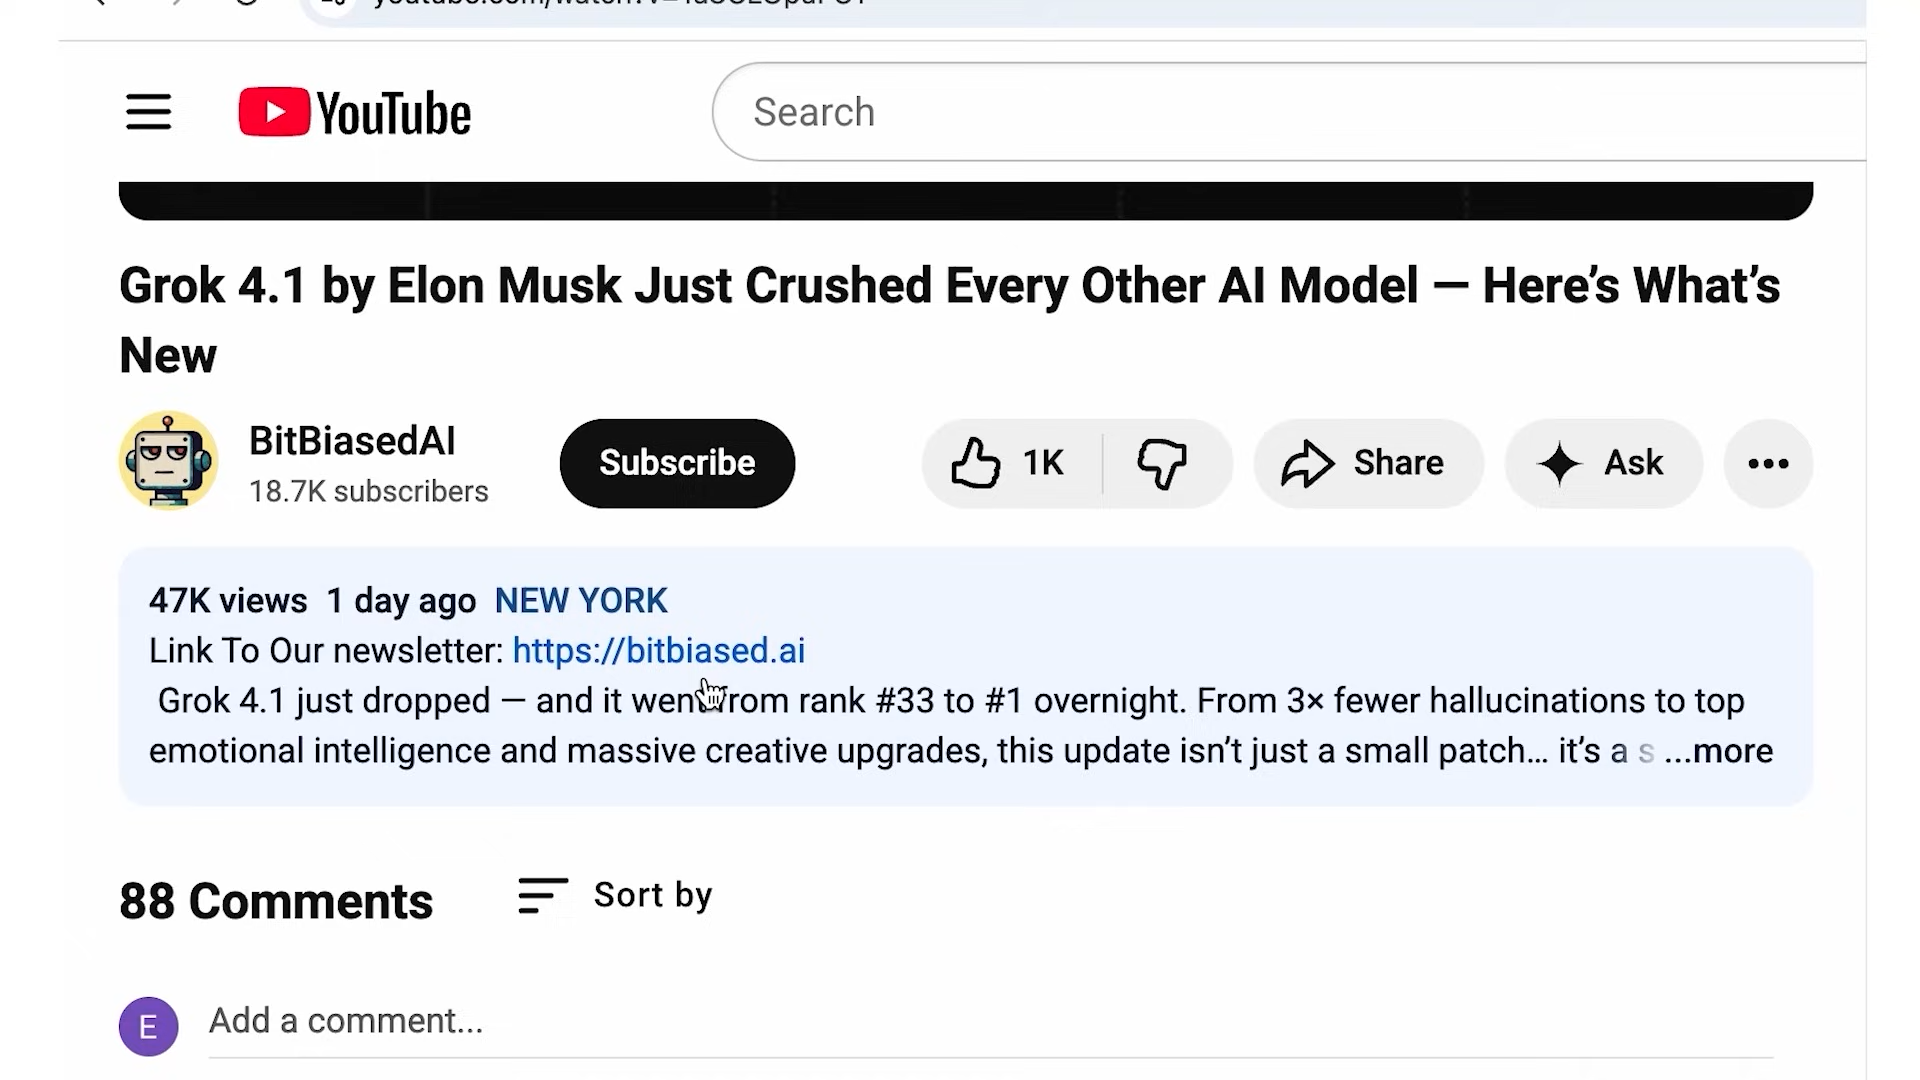 YouTube
Search
Grok 4.1 by Elon Musk Just Crushed Every Other AI Model — Here's What's
New
BitBiasedAI
18.7K subscribers
Subscribe
1K
Share
Ask
47K views 1 day ago NEW YORK
Link To Our newsletter: https://bitbiased.ai
Grok 4.1 just dropped — and it went from rank #33 to #1 overnight. From 3× fewer hallucinations to top
emotional intelligence and massive creative upgrades, this update isn't just a small patch… it's a s ...more
88 Comments
Sort by
E
Add a comment...